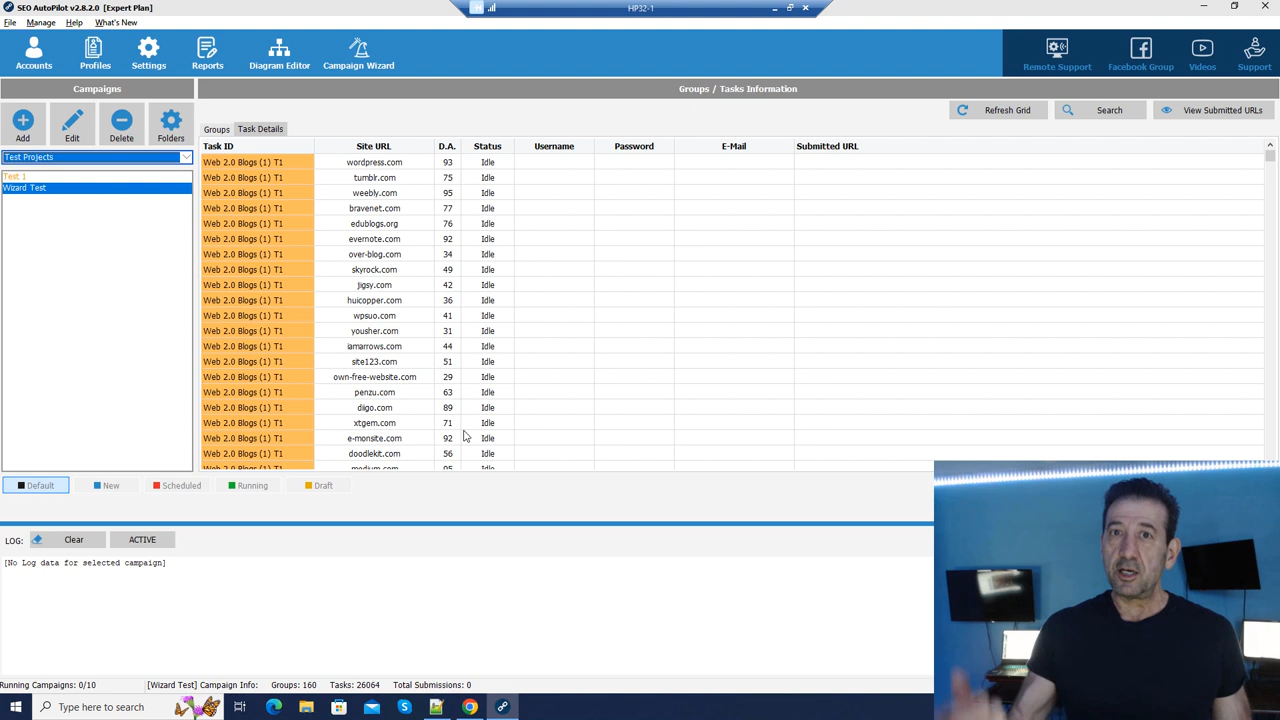 SEO AutoPilot v2.8.2.0 [Expert Plan]
HP32-1
File Manage Help What's New
Accounts Profiles Settings Reports Diagram Editor Campaign Wizard Remote Support Facebook Group Videos Support
Campaigns
Groups / Tasks Information
Add Edit Delete Folders
Refresh Grid Search View Submitted URLs
Test Projects
Test 1
Wizard Test
Groups Task Details
Task ID Site URL D.A. Status Username Password E-Mail Submitted URL
Web 2.0 Blogs (1) T1 wordpress.com 93 Idle
Web 2.0 Blogs (1) T1 tumblr.com 75 Idle
Web 2.0 Blogs (1) T1 weebly.com 95 Idle
Web 2.0 Blogs (1) T1 bravenet.com 77 Idle
Web 2.0 Blogs (1) T1 edublogs.org 76 Idle
Web 2.0 Blogs (1) T1 evernote.com 92 Idle
Web 2.0 Blogs (1) T1 over-blog.com 34 Idle
Web 2.0 Blogs (1) T1 skyrock.com 49 Idle
Web 2.0 Blogs (1) T1 jigsy.com 42 Idle
Web 2.0 Blogs (1) T1 huicopper.com 36 Idle
Web 2.0 Blogs (1) T1 wpsuo.com 41 Idle
Web 2.0 Blogs (1) T1 yousher.com 31 Idle
Web 2.0 Blogs (1) T1 iamarrows.com 44 Idle
Web 2.0 Blogs (1) T1 site123.com 51 Idle
Web 2.0 Blogs (1) T1 own-free-website.com 29 Idle
Web 2.0 Blogs (1) T1 penzu.com 63 Idle
Web 2.0 Blogs (1) T1 diigo.com 89 Idle
Web 2.0 Blogs (1) T1 xtgem.com 71 Idle
Web 2.0 Blogs (1) T1 e-monsite.com 92 Idle
Web 2.0 Blogs (1) T1 doodlekit.com 56 Idle
Web 2.0 Blogs (1) T1 medium.com 95 Idle
Default New Scheduled Running Draft
LOG: Clear ACTIVE
[No Log data for selected campaign]
Running Campaigns: 0/10 [Wizard Test] Campaign Info: Groups: 160 Tasks: 26064 Total Submissions: 0
Type here to search